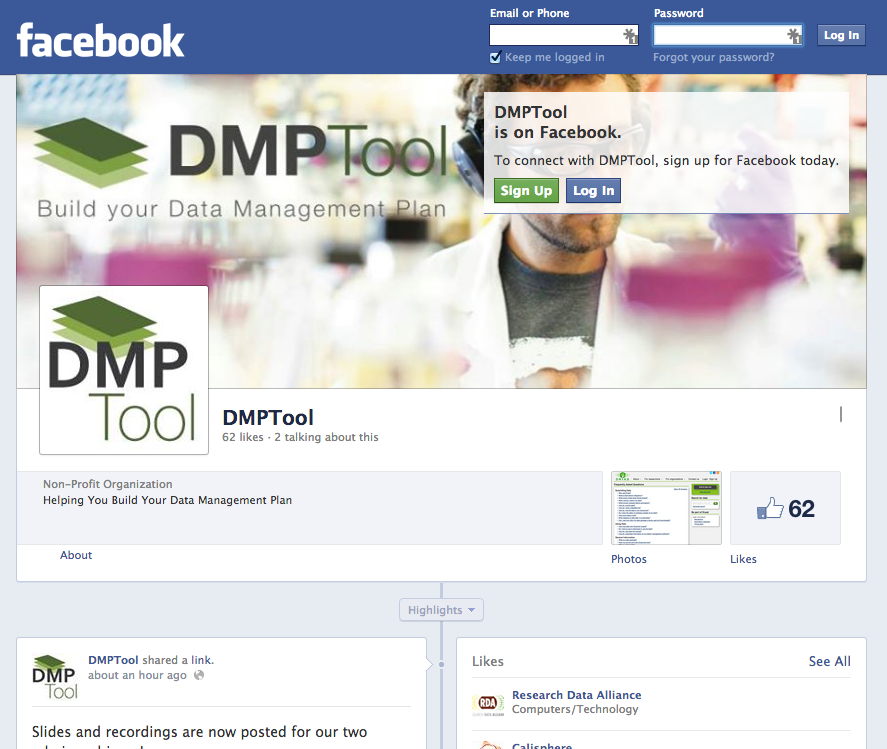 facebook
Email or Phone
Password
Log In
Keep me logged in
Forgot your password?
DMPTool
Build your Data Management Plan
DMPTool
is on Facebook.
To connect with DMPTool, sign up for Facebook today.
Sign Up
Log In
DMP
Tool
DMPTool
62 likes · 2 talking about this
Non-Profit Organization
Helping You Build Your Data Management Plan
62
About
Photos
Likes
Highlights
DMP
Tool
DMPTool shared a link.
about an hour ago
Slides and recordings are now posted for our two
Likes
See All
RDA
Research Data Alliance
Computers/Technology
Calisphere